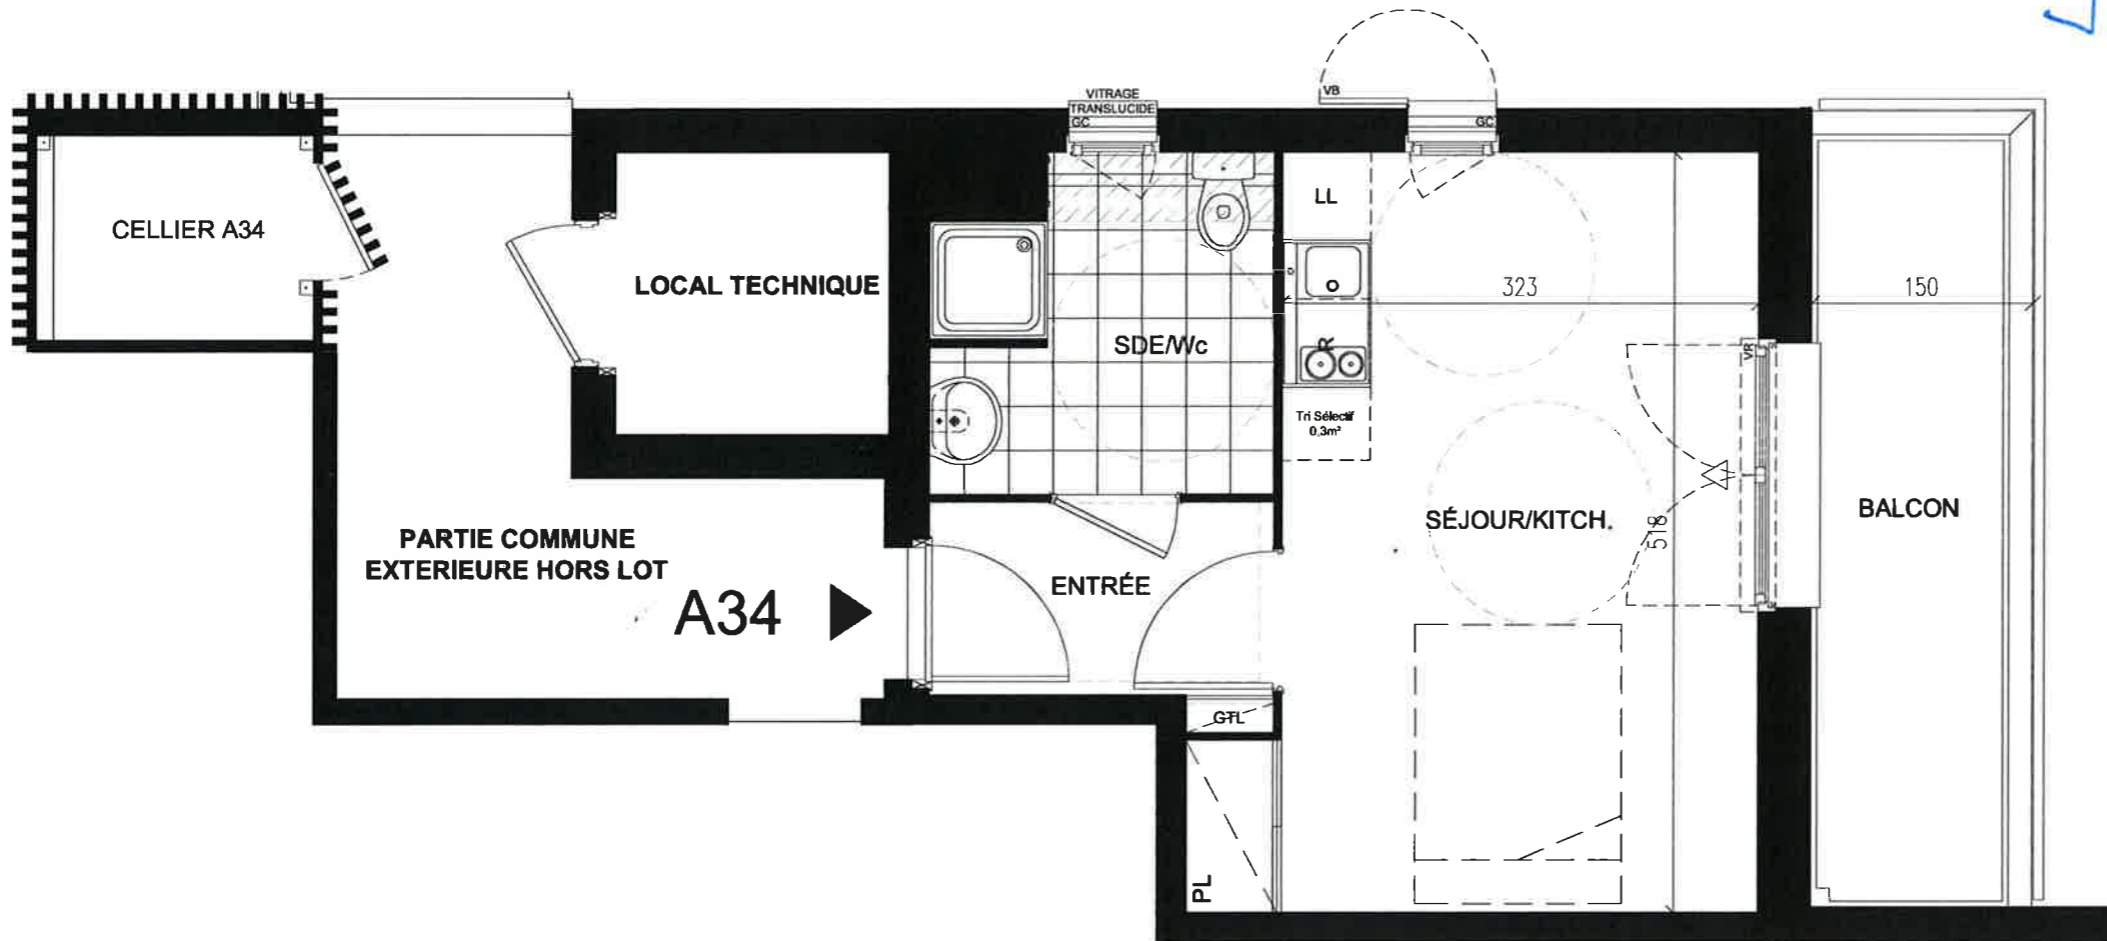 VITRAGE
TRANSLUCIDE
GC
VB
GC
CELLIER A34
LOCAL TECHNIQUE
LL
323
150
SDE/Wc
R
VR
Tri Sélectif
0,3m²
PARTIE COMMUNE
EXTERIEURE HORS LOT
A34
ENTRÉE
SÉJOUR/KITCH.
518
BALCON
GTL
PL